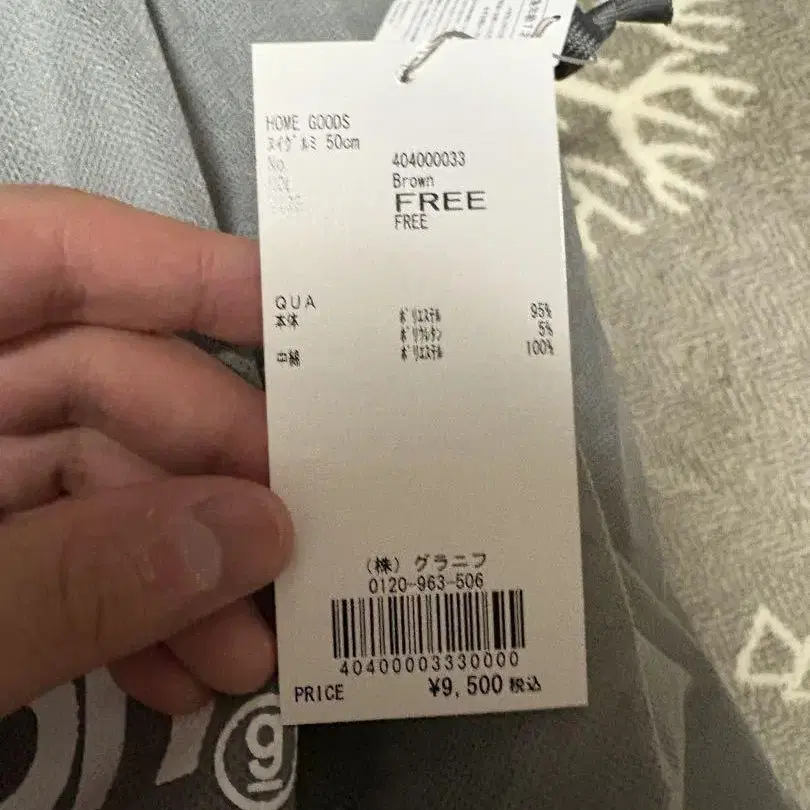 HOME GOODS
ヌイグルミ 50cm
No. 404000033
Brown
FREE
FREE
QUA
本体 ポリエステル 95%
ポリウレタン 5%
中綿 ポリエステル 100%
(株) グラニフ
0120-963-506
40400003330000
PRICE ¥9,500 税込
g